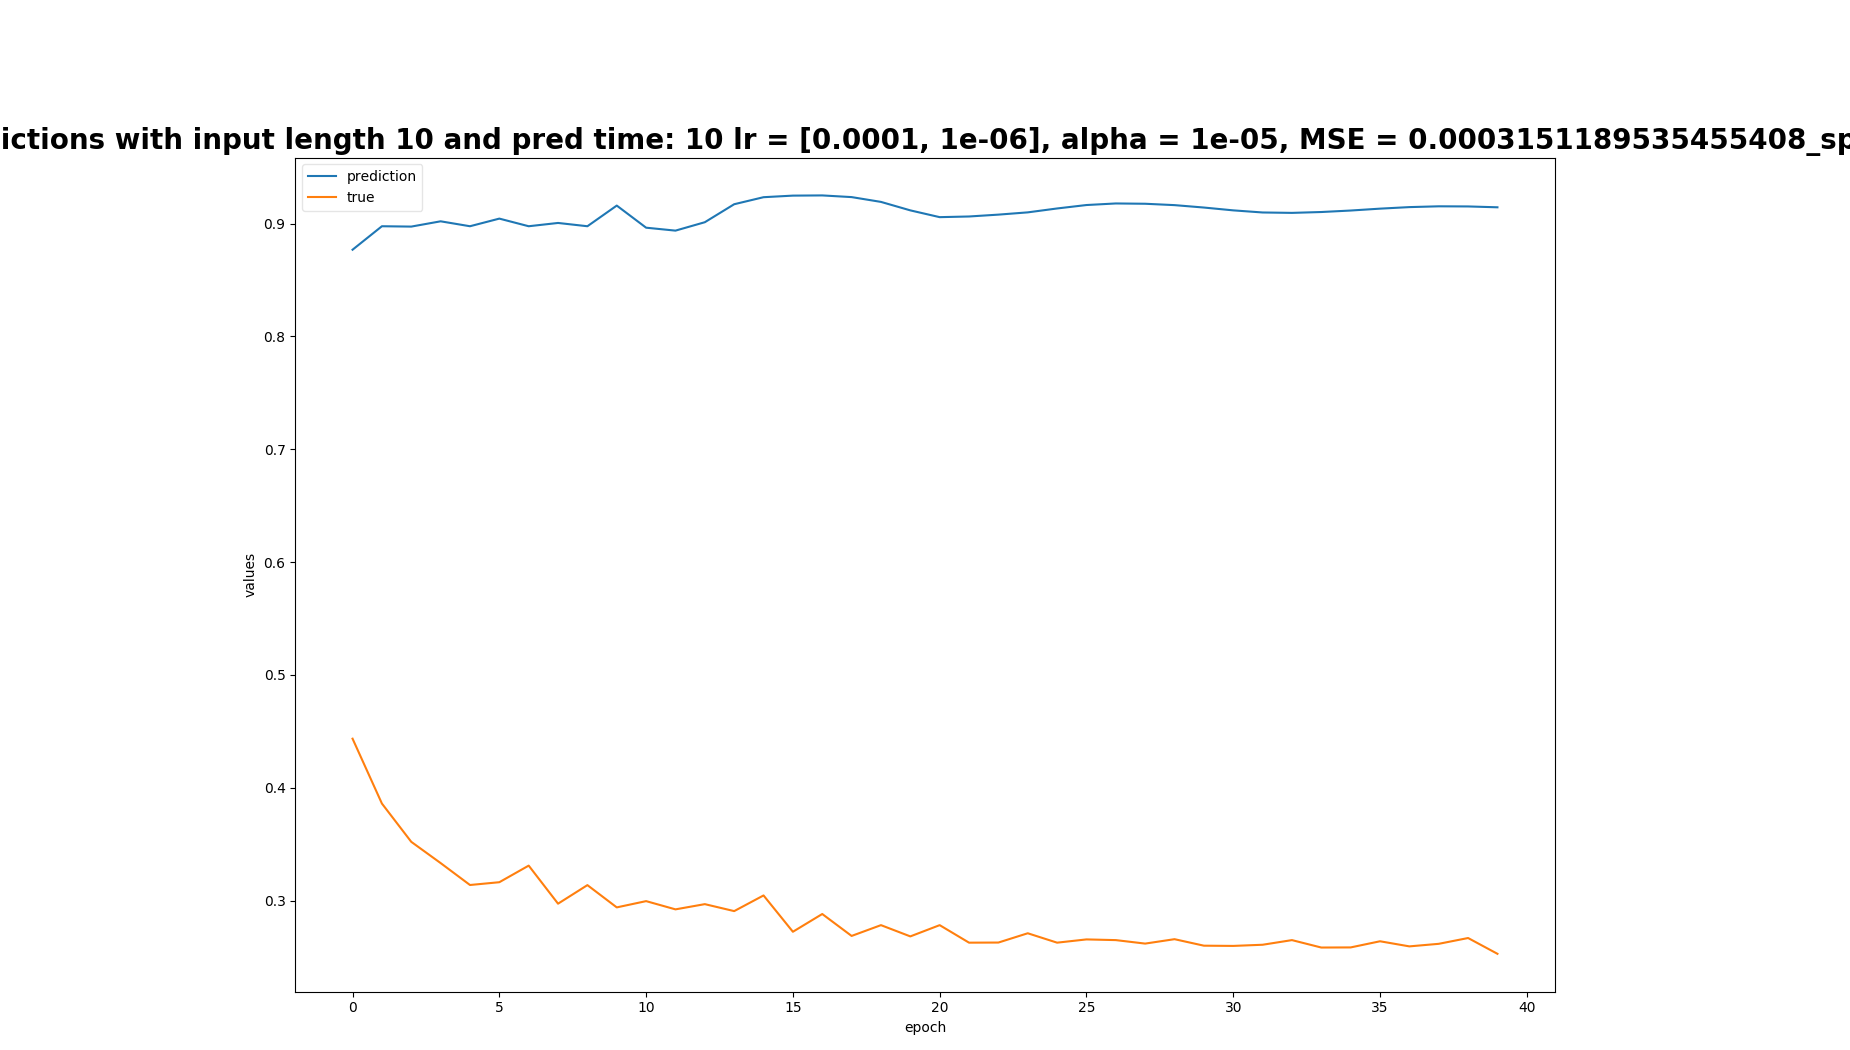 ictions with input length 10 and pred time: 10 lr = [0.0001, 1e-06], alpha = 1e-05, MSE = 0.0003151189535455408_sp
prediction
true
0.9
0.8
0.7
0.6
0.5
0.4
0.3
values
0 5 10 15 20 25 30 35 40
epoch